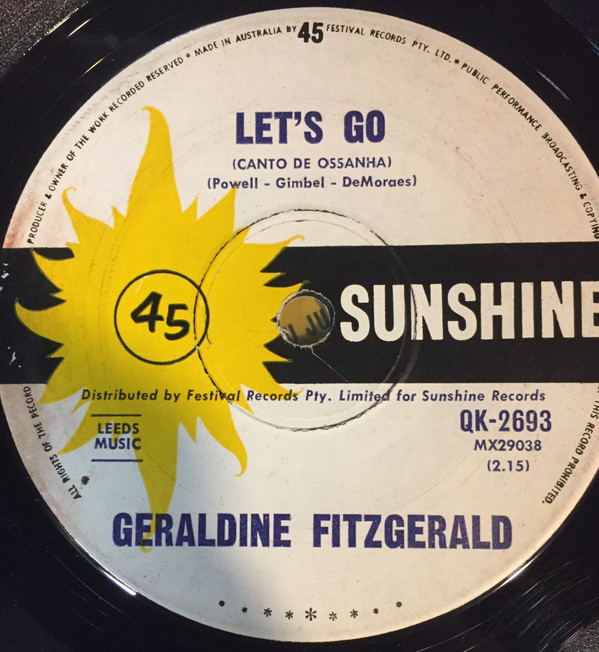 PRODUCER & OWNER OF THE WORK RECORDED RESERVED * MADE IN AUSTRALIA BY 45 FESTIVAL RECORDS PTY. LTD. * PUBLIC PERFORMANCE BROADCASTING & COPYING
LET'S GO
(CANTO DE OSSANHA)
(Powell - Gimbel - DeMoraes)
45
SUNSHINE
Distributed by Festival Records Pty. Limited for Sunshine Records
LEEDS
MUSIC
QK-2693
MX29038
(2.15)
ALL RIGHTS OF THE RECORD
THIS RECORD PROHIBITED.
GERALDINE FITZGERALD